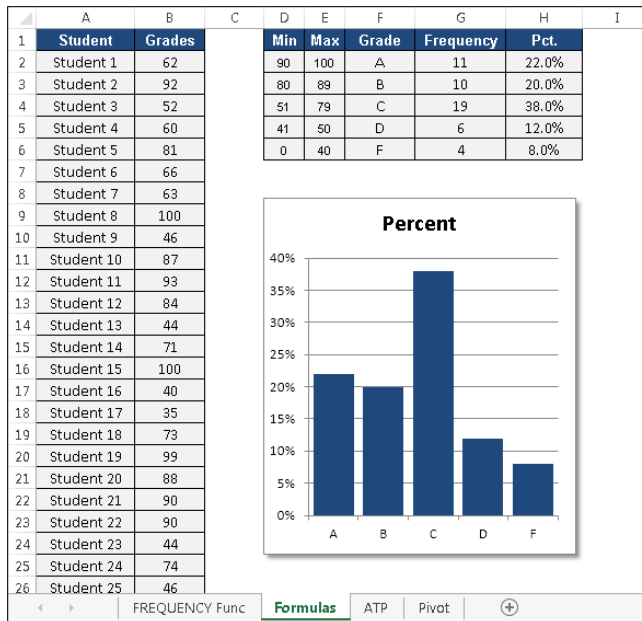 A B C D E F G H I
1 Student Grades Min Max Grade Frequency Pct.
2 Student 1 62 90 100 A 11 22.0%
3 Student 2 92 80 89 B 10 20.0%
4 Student 3 52 51 79 C 19 38.0%
5 Student 4 60 41 50 D 6 12.0%
6 Student 5 81 0 40 F 4 8.0%
7 Student 6 66
8 Student 7 63
9 Student 8 100
10 Student 9 46
11 Student 10 87
12 Student 11 93
13 Student 12 84
14 Student 13 44
15 Student 14 71
16 Student 15 100
17 Student 16 40
18 Student 17 35
19 Student 18 73
20 Student 19 99
21 Student 20 88
22 Student 21 90
23 Student 22 90
24 Student 23 44
25 Student 24 74
26 Student 25 46
Percent
40%
35%
30%
25%
20%
15%
10%
5%
0%
A B C D F
FREQUENCY Func Formulas ATP Pivot